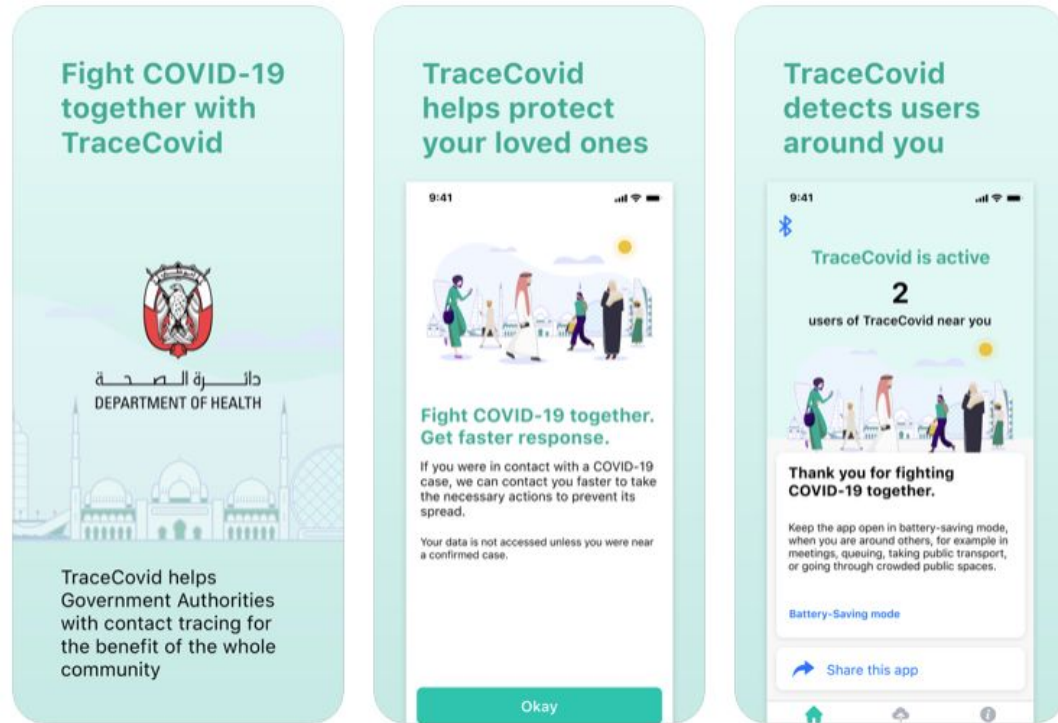 Fight COVID-19
together with
TraceCovid
دائـــــرة الـــصـــحـــة
DEPARTMENT OF HEALTH
TraceCovid helps
Government Authorities
with contact tracing for
the benefit of the whole
community
TraceCovid
helps protect
your loved ones
9:41
Fight COVID-19 together.
Get faster response.
If you were in contact with a COVID-19
case, we can contact you faster to take
the necessary actions to prevent its
spread.
Your data is not accessed unless you were near
a confirmed case.
Okay
TraceCovid
detects users
around you
9:41
TraceCovid is active
2
users of TraceCovid near you
Thank you for fighting
COVID-19 together.
Keep the app open in battery-saving mode,
when you are around others, for example in
meetings, queuing, taking public transport,
or going through crowded public spaces.
Battery-Saving mode
Share this app